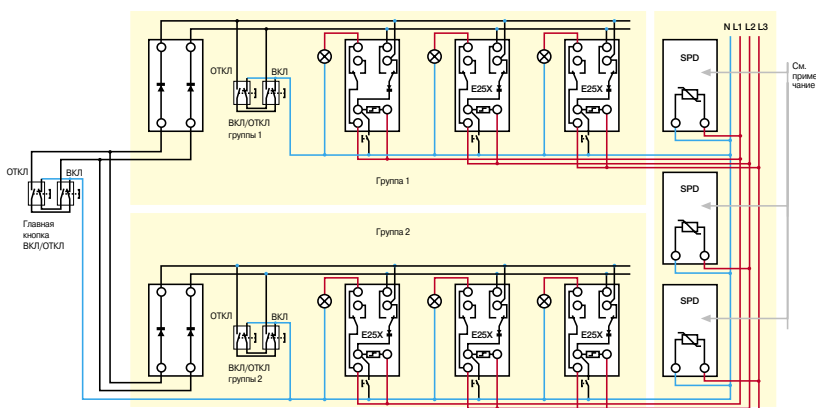 N L1 L2 L3
SPD
См.
приме
чание
ОТКЛ
ВКЛ
E25X
E25X
ВКЛ/ОТКЛ
группы 1
ОТКЛ
ВКЛ
Группа 1
Главная
кнопка
ВКЛ/ОТКЛ
SPD
Группа 2
SPD
ОТКЛ
ВКЛ
E25X
E25X
E25X
ВКЛ/ОТКЛ
группы 2